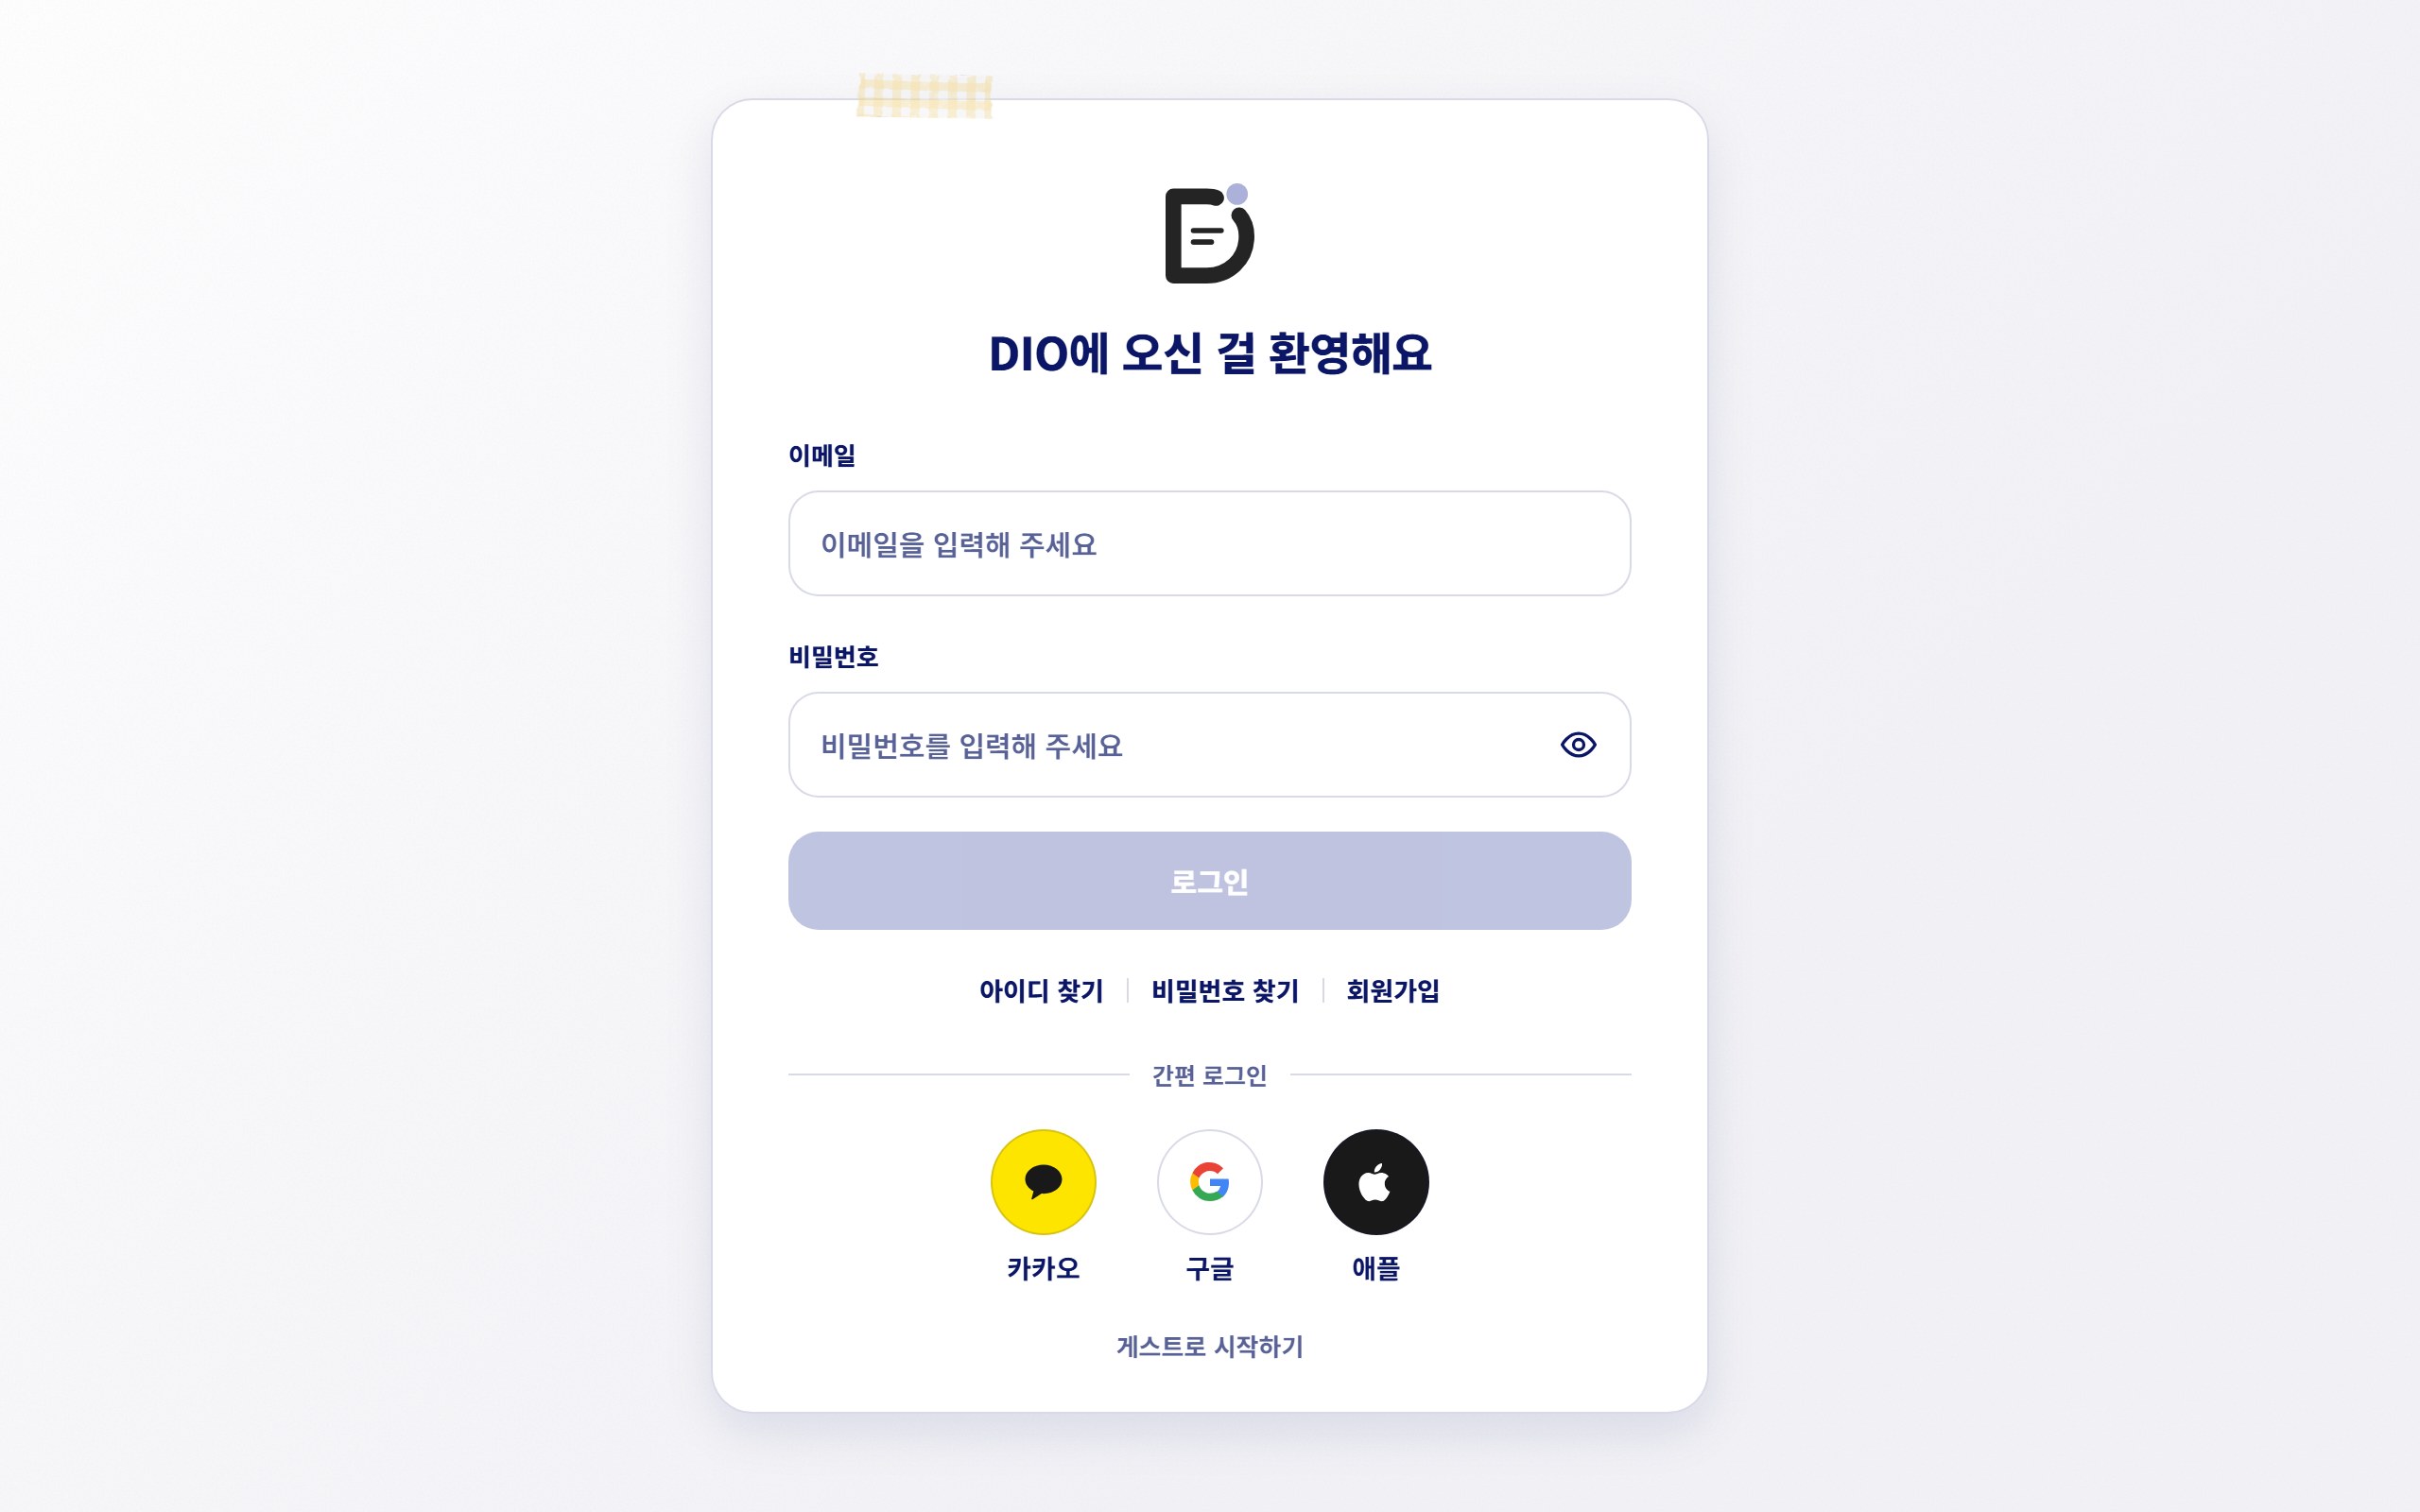 DIO에 오신 걸 환영해요
이메일
이메일을 입력해 주세요
비밀번호
비밀번호를 입력해 주세요
로그인
아이디 찾기 | 비밀번호 찾기 | 회원가입
간편 로그인
카카오 구글 애플
게스트로 시작하기